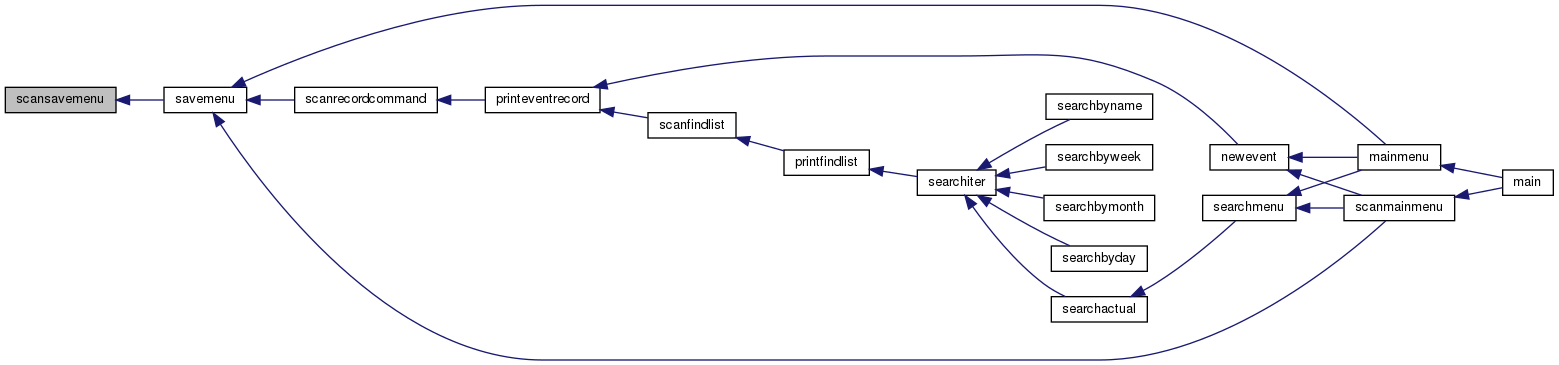 scansavemenu
savemenu
scanrecordcommand
printeventrecord
scanfindlist
printfindlist
searchiter
searchbyname
searchbyweek
searchbymonth
searchbyday
searchactual
newevent
searchmenu
mainmenu
scanmainmenu
main